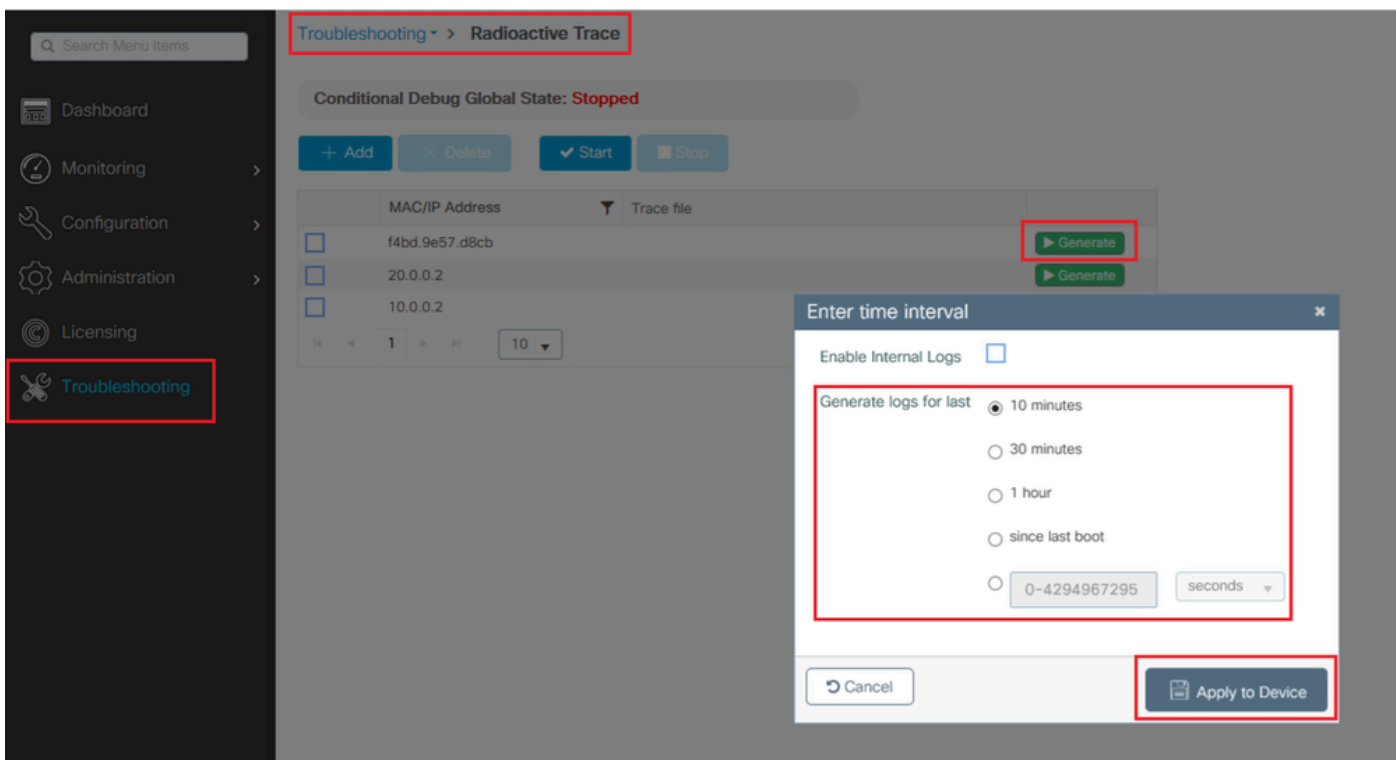 Search Menu Items
Dashboard
Monitoring
Configuration
Administration
Licensing
Troubleshooting
Troubleshooting > Radioactive Trace
Conditional Debug Global State: Stopped
+ Add × Delete ✔ Start Stop
MAC/IP Address Trace file
f4bd.9e57.d8cb Generate
20.0.0.2 Generate
10.0.0.2
1 10
Enter time interval ×
Enable Internal Logs
Generate logs for last 10 minutes
30 minutes
1 hour
since last boot
0-4294967295 seconds
Cancel Apply to Device